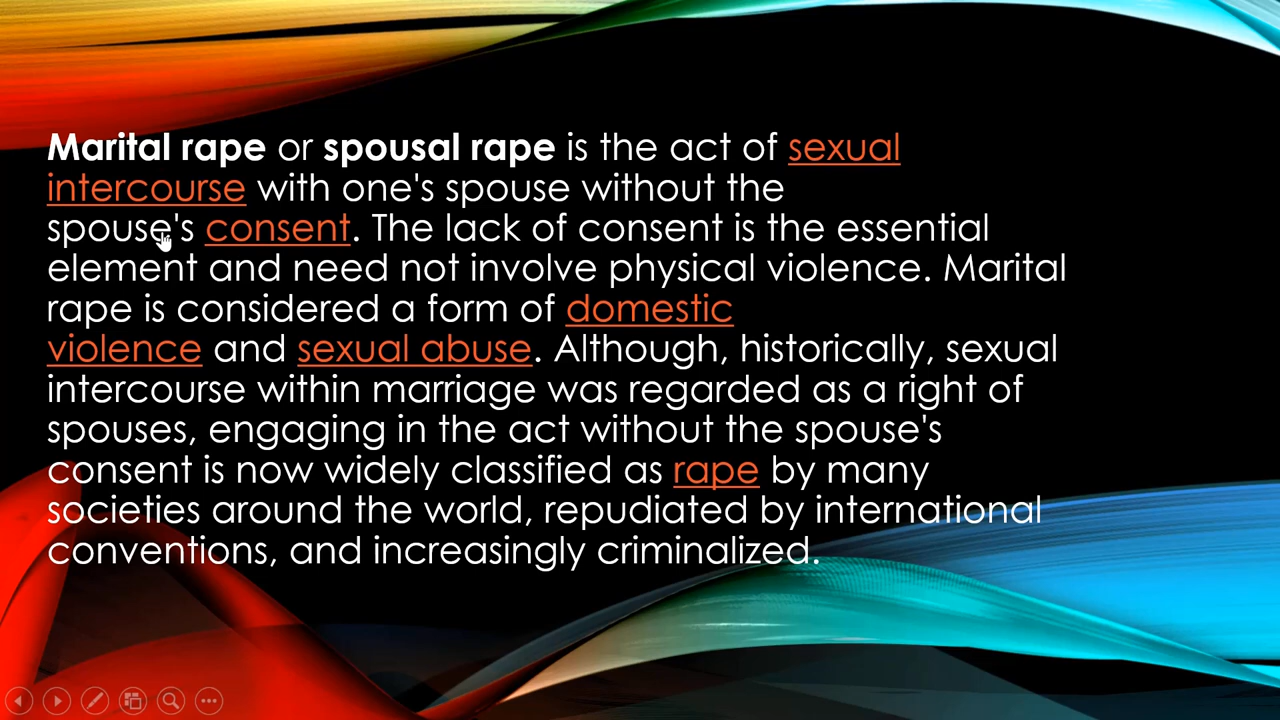 Marital rape or spousal rape is the act of sexual
intercourse with one's spouse without the
spouse's consent. The lack of consent is the essential
element and need not involve physical violence. Marital
rape is considered a form of domestic
violence and sexual abuse. Although, historically, sexual
intercourse within marriage was regarded as a right of
spouses, engaging in the act without the spouse's
consent is now widely classified as rape by many
societies around the world, repudiated by international
conventions, and increasingly criminalized.